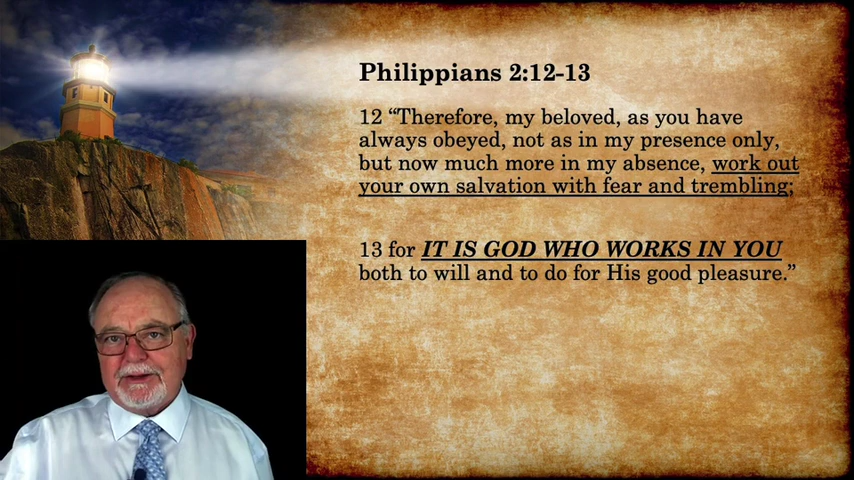 Philippians 2:12-13
12 “Therefore, my beloved, as you have
always obeyed, not as in my presence only,
but now much more in my absence, work out
your own salvation with fear and trembling;
13 for IT IS GOD WHO WORKS IN YOU
both to will and to do for His good pleasure.”